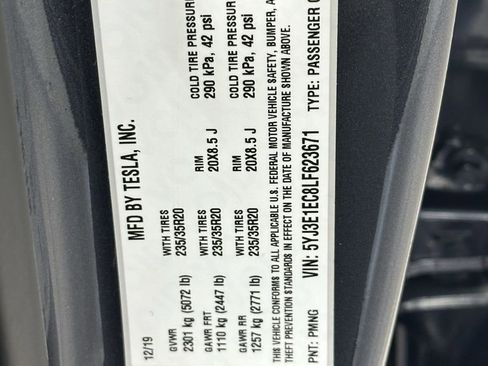 MFD BY TESLA, INC.
12/19
GVWR
2301 kg (5072 lb)
WITH TIRES
235/35R20
RIM
20X8.5 J
COLD TIRE PRESSURE
290 kPa, 42 psi
GAWR FRT
1110 kg (2447 lb)
WITH TIRES
235/35R20
RIM
20X8.5 J
COLD TIRE PRESSURE
290 kPa, 42 psi
GAWR RR
1257 kg (2771 lb)
WITH TIRES
235/35R20
THIS VEHICLE CONFORMS TO ALL APPLICABLE U.S. FEDERAL MOTOR VEHICLE SAFETY, BUMPER, A
THEFT PREVENTION STANDARDS IN EFFECT ON THE DATE OF MANUFACTURE SHOWN ABOVE.
PNT: PMNG VIN: 5YJ3E1EC8LF623671 TYPE: PASSENGER C